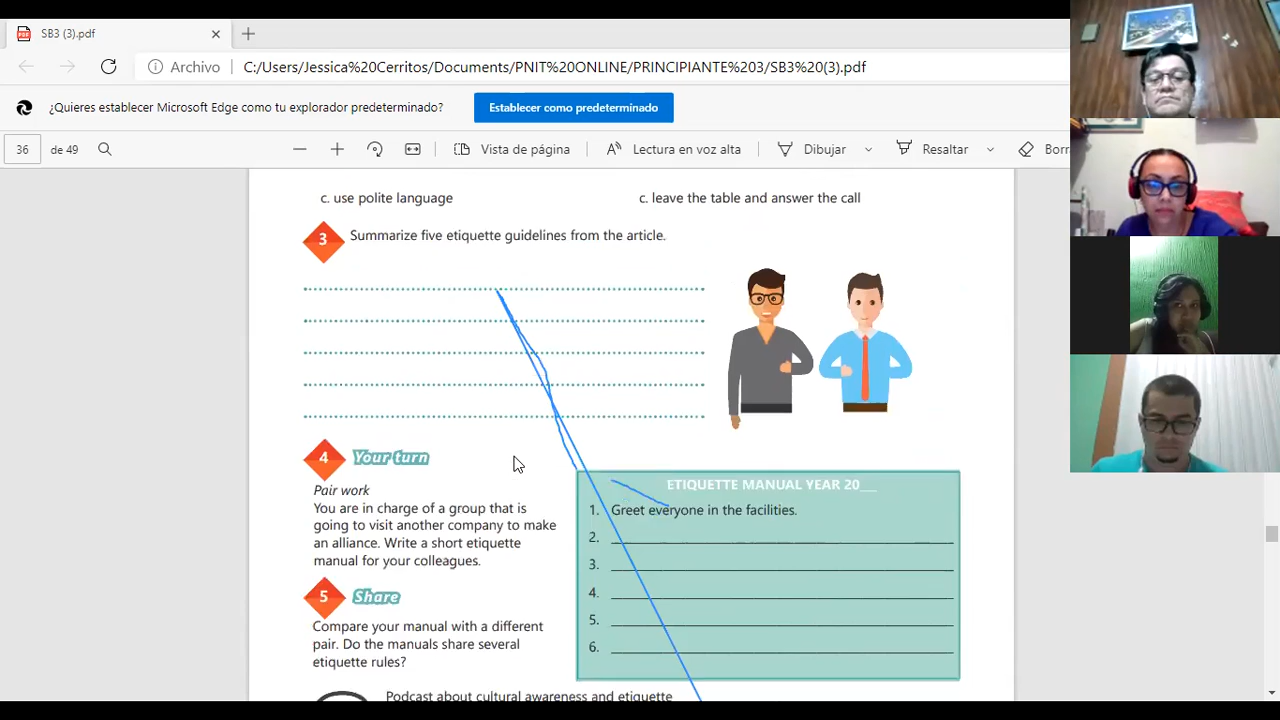 SB3 (3).pdf
Archivo C:/Users/Jessica%20Cerritos/Documents/PNIT%20ONLINE/PRINCIPIANTE%203/SB3%20(3).pdf
¿Quieres establecer Microsoft Edge como tu explorador predeterminado? Establecer como predeterminado
36 de 49 Vista de página Lectura en voz alta Dibujar Resaltar Borr
c. use polite language c. leave the table and answer the call
3 Summarize five etiquette guidelines from the article.
4 Your turn
Pair work
You are in charge of a group that is
going to visit another company to make
an alliance. Write a short etiquette
manual for your colleagues.
5 Share
Compare your manual with a different
pair. Do the manuals share several
etiquette rules?
ETIQUETTE MANUAL YEAR 20___
1. Greet everyone in the facilities.
2.
3.
4.
5.
6.
Podcast about cultural awareness and etiquette